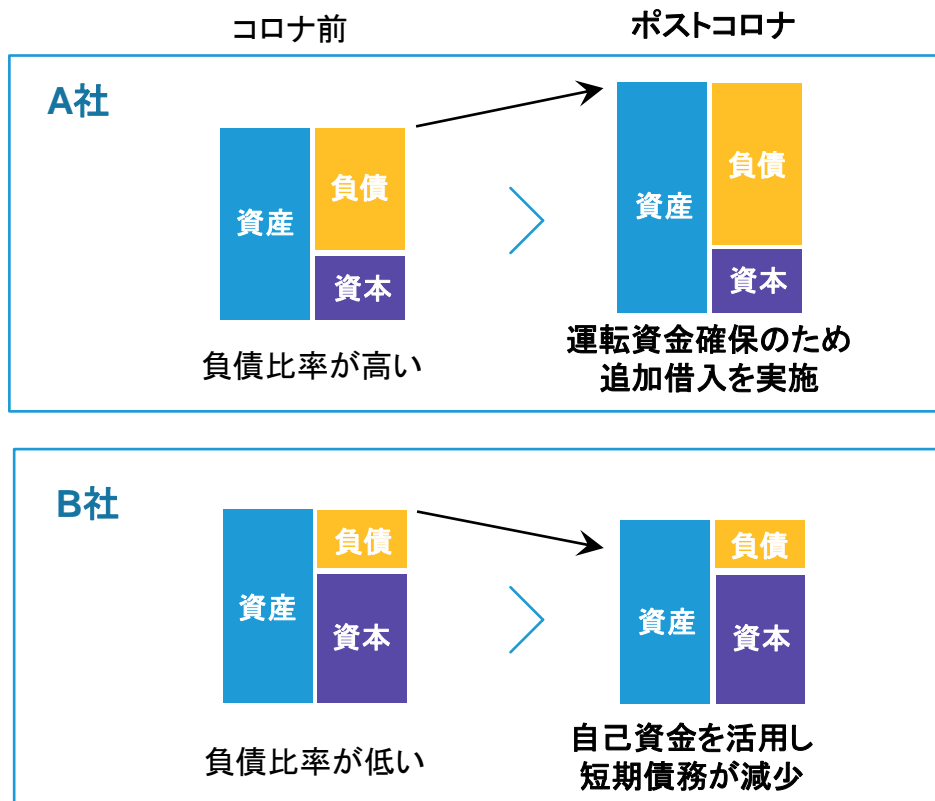 コロナ前
ポストコロナ
A社
資産
負債
資本
資産
負債
資本
負債比率が高い
運転資金確保のため
追加借入を実施
B社
資産
負債
資本
資産
負債
資本
負債比率が低い
自己資金を活用し
短期債務が減少